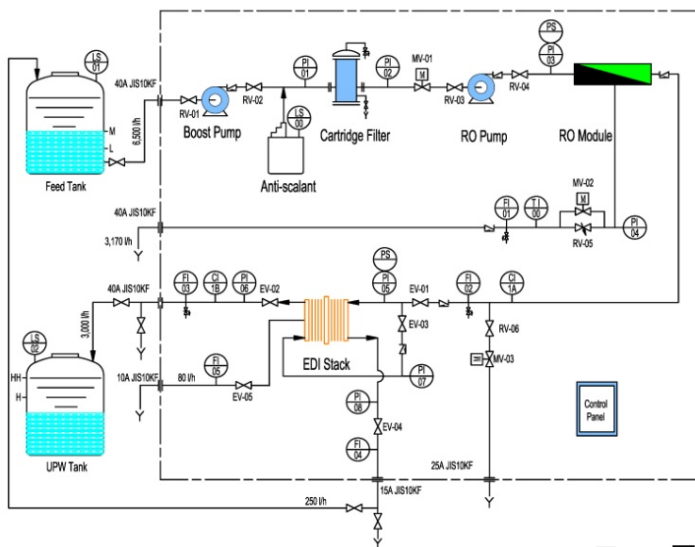 LS
01
40A JIS10KF
6,500 l/h
M
L
Feed Tank
RV-01
Boost Pump
RV-02
PI
01
LS
00
Anti-scalant
Cartridge Filter
PI
02
MV-01
M
RV-03
RO Pump
RV-04
PS
PI
03
RO Module
40A JIS10KF
3,170 l/h
FI
01
T I
00
MV-02
M
RV-05
PI
04
40A JIS10KF
3,000 l/h
FI
03
CI
1B
PI
06
EV-02
EDI Stack
PS
PI
05
EV-01
EV-03
FI
02
CI
1A
RV-06
MV-03
PI
07
LS
02
HH
H
UPW Tank
10A JIS10KF
80 l/h
FI
05
EV-05
PI
08
EV-04
FI
04
Control
Panel
15A JIS10KF
25A JIS10KF
250 l/h